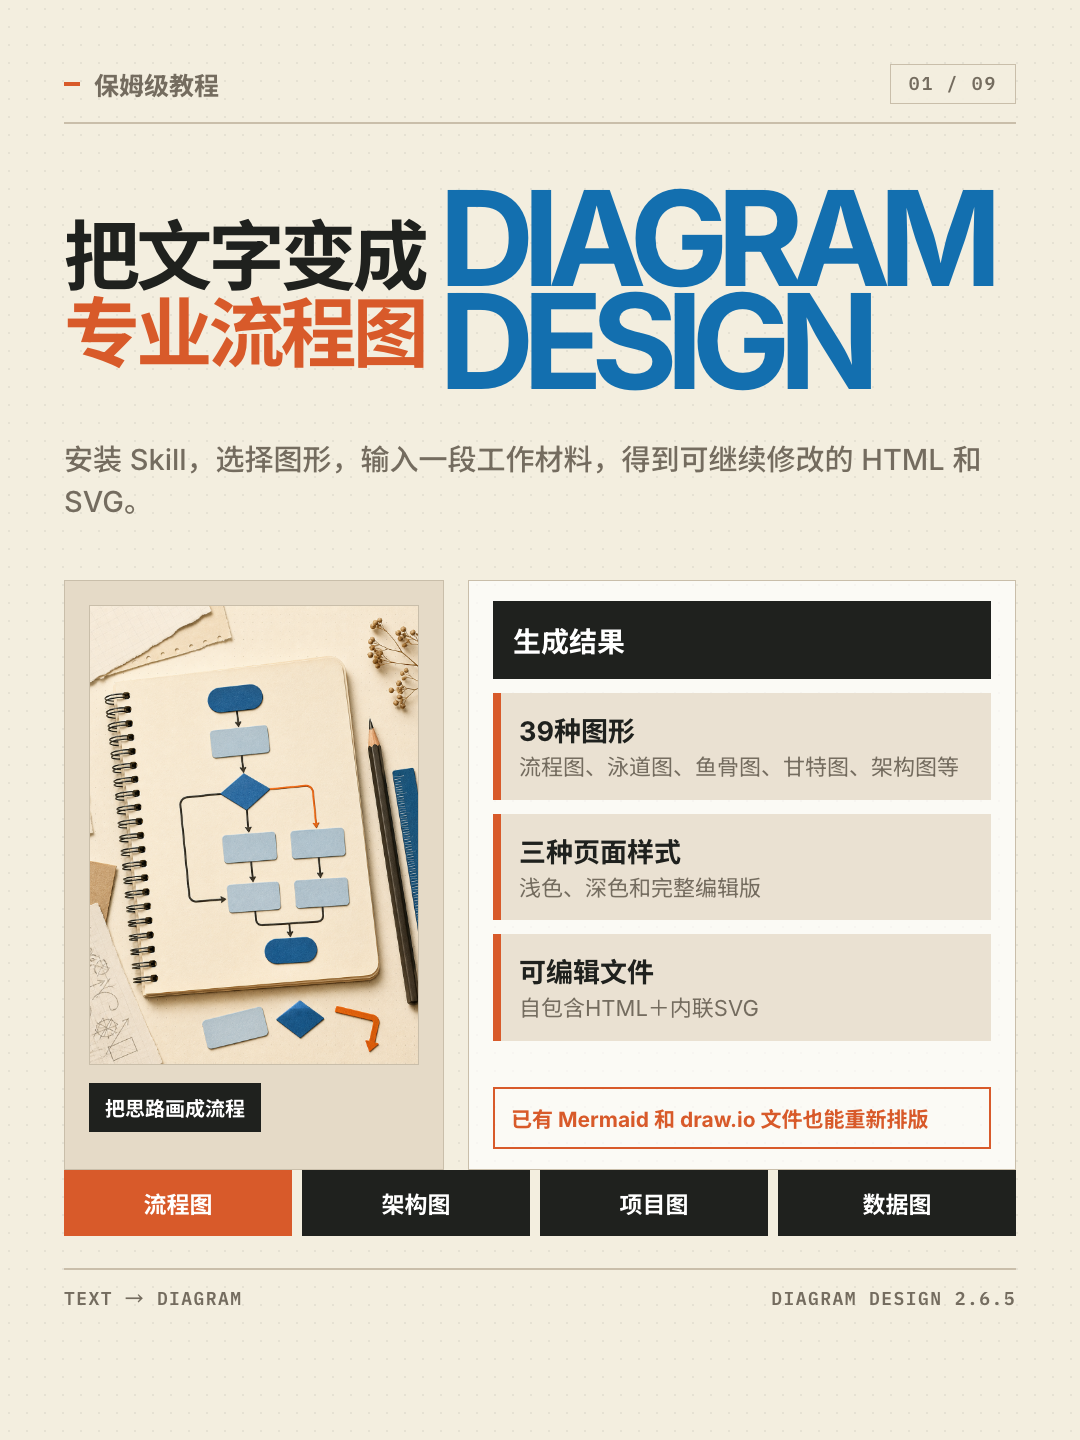 保姆级教程
01 / 09
把文字变成
专业流程图
DIAGRAM
DESIGN
安装 Skill，选择图形，输入一段工作材料，得到可继续修改的 HTML 和
SVG。
把思路画成流程
生成结果
39种图形
流程图、泳道图、鱼骨图、甘特图、架构图等
三种页面样式
浅色、深色和完整编辑版
可编辑文件
自包含HTML＋内联SVG
已有 Mermaid 和 draw.io 文件也能重新排版
流程图
架构图
项目图
数据图
TEXT → DIAGRAM
DIAGRAM DESIGN 2.6.5